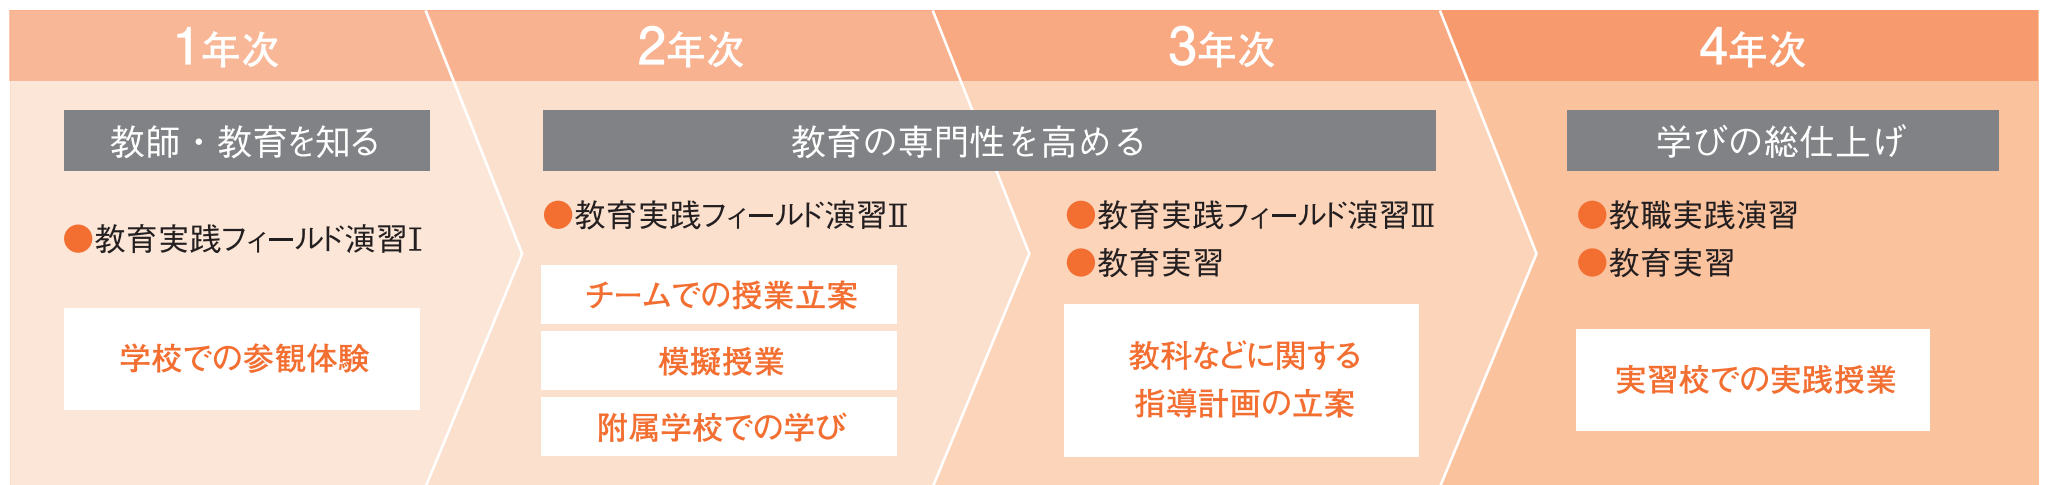 1年次
2年次
3年次
4年次
教師・教育を知る
教育の専門性を高める
学びの総仕上げ
●教育実践フィールド演習Ⅰ
学校での参観体験
●教育実践フィールド演習Ⅱ
チームでの授業立案
模擬授業
附属学校での学び
●教育実践フィールド演習Ⅲ
●教育実習
教科などに関する
指導計画の立案
●教職実践演習
●教育実習
実習校での実践授業